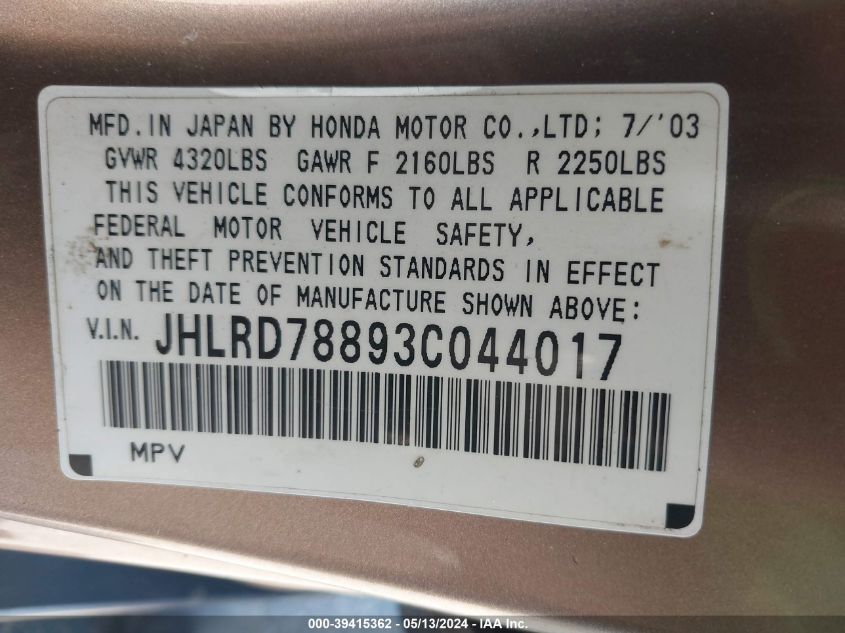 MFD. IN JAPAN BY HONDA MOTOR CO.,LTD; 7/'03
GVWR 4320LBS GAWR F 2160LBS R 2250LBS
THIS VEHICLE CONFORMS TO ALL APPLICABLE
FEDERAL MOTOR VEHICLE SAFETY,
AND THEFT PREVENTION STANDARDS IN EFFECT
ON THE DATE OF MANUFACTURE SHOWN ABOVE:
V.I.N. JHLRD78893C044017
MPV
000-39415362 - 05/13/2024 - IAA Inc.